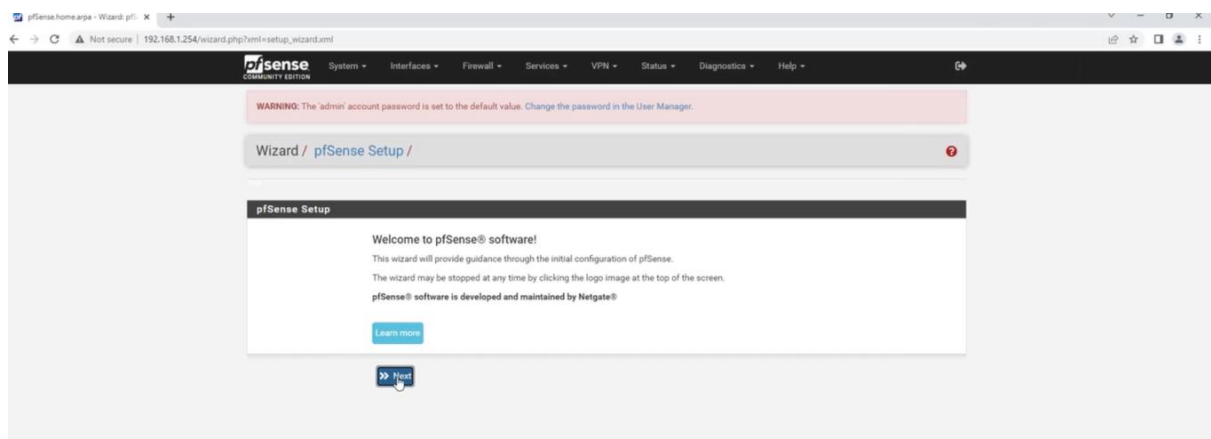 pfSense.home.arpa - Wizard: pfS
Not secure | 192.168.1.254/wizard.php?xml=setup_wizard.xml
pfsense
COMMUNITY EDITION
System Interfaces Firewall Services VPN Status Diagnostics Help
WARNING: The 'admin' account password is set to the default value. Change the password in the User Manager.
Wizard / pfSense Setup /
pfSense Setup
Welcome to pfSense® software!
This wizard will provide guidance through the initial configuration of pfSense.
The wizard may be stopped at any time by clicking the logo image at the top of the screen.
pfSense® software is developed and maintained by Netgate®
Learn more
Next